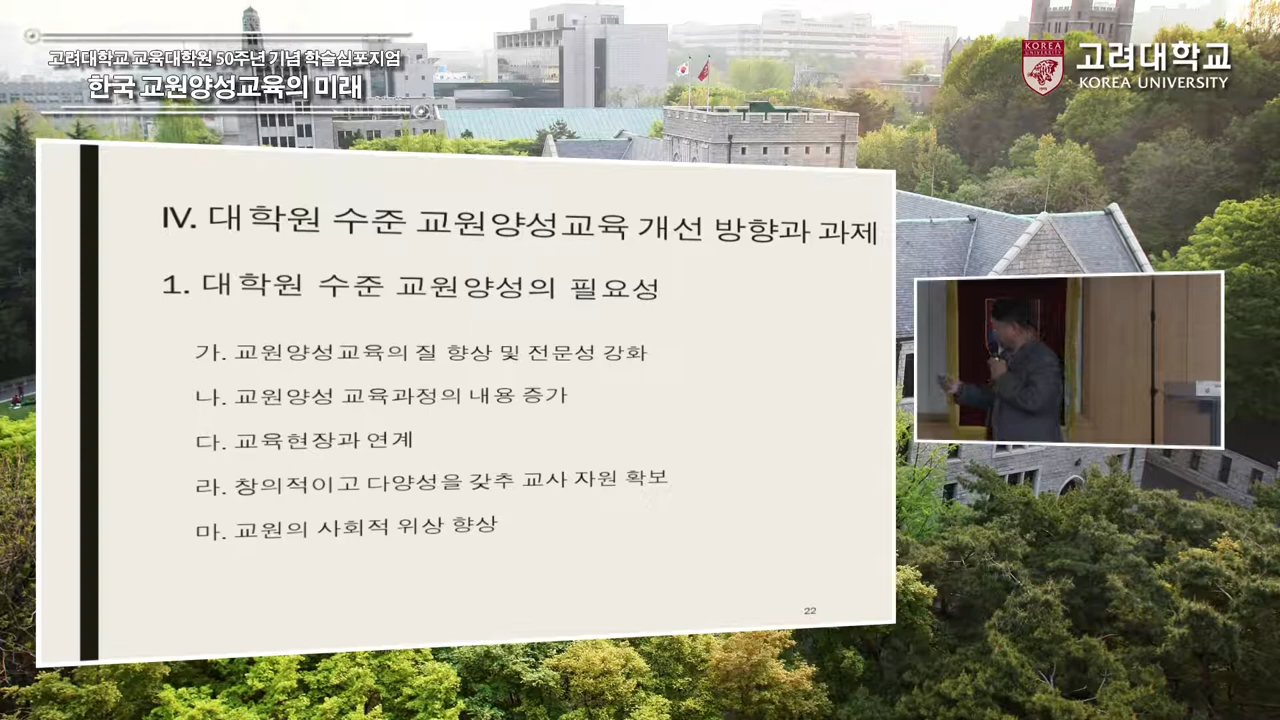 고려대학교 교육대학원 50주년 기념 학술심포지엄
한국 교원양성교육의 미래
KOREA
고려대학교
KOREA UNIVERSITY
Ⅳ. 대학원 수준 교원양성교육 개선 방향과 과제
1. 대학원 수준 교원양성의 필요성
가. 교원양성교육의 질 향상 및 전문성 강화
나. 교원양성 교육과정의 내용 증가
다. 교육현장과 연계
라. 창의적이고 다양성을 갖추 교사 자원 확보
마. 교원의 사회적 위상 향상
22